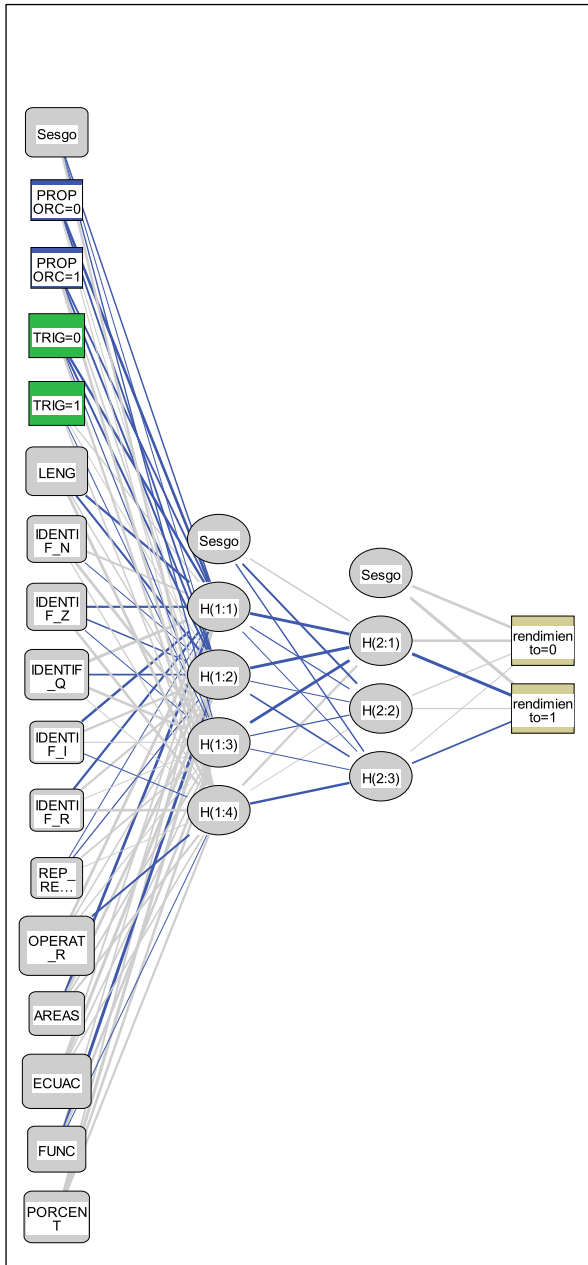 Sesgo
PROP
ORC=0
PROP
ORC=1
TRIG=0
TRIG=1
LENG
IDENTI
F_N
IDENTI
F_Z
IDENTIF
_Q
IDENTI
F_I
IDENTI
F_R
REP_
RE...
OPERAT
_R
AREAS
ECUAC
FUNC
PORCEN
T
Sesgo
H(1:1)
H(1:2)
H(1:3)
H(1:4)
Sesgo
H(2:1)
H(2:2)
H(2:3)
rendimien
to=0
rendimien
to=1